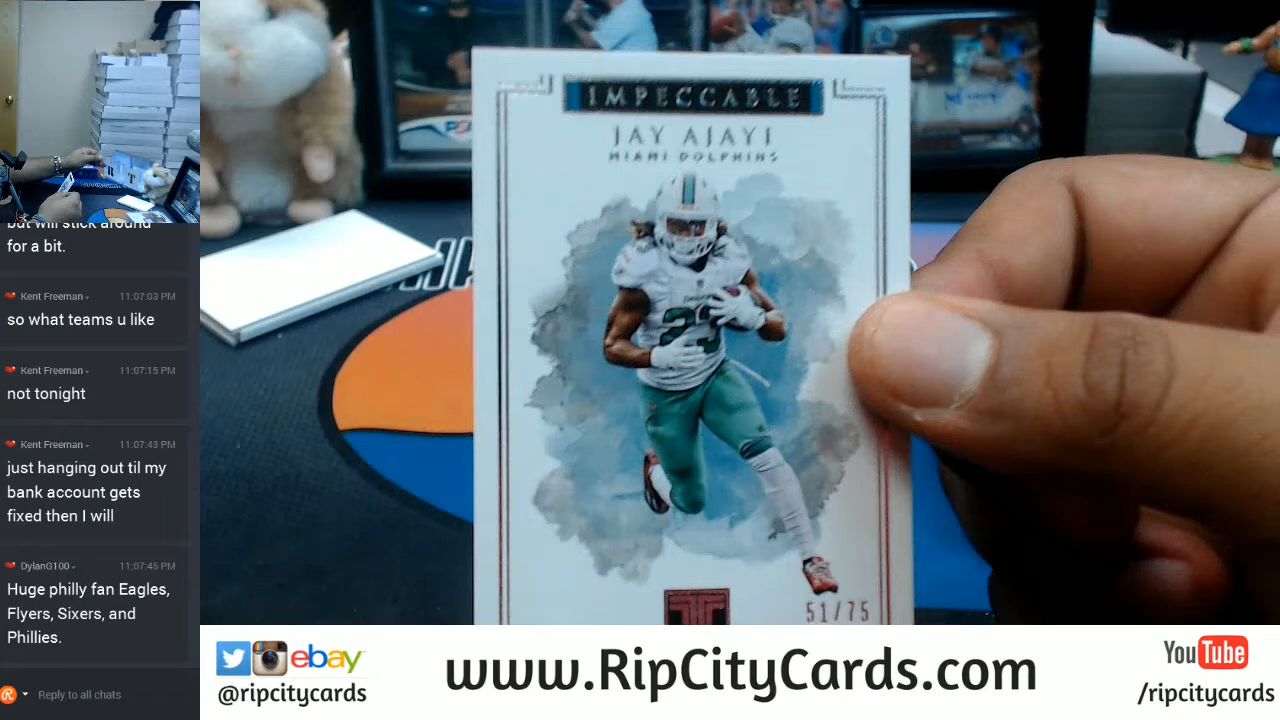 but will stick around
for a bit.
Kent Freeman 11:07:03 PM
so what teams u like
Kent Freeman 11:07:15 PM
not tonight
Kent Freeman 11:07:43 PM
just hanging out til my
bank account gets
fixed then I will
DylanG100 11:07:45 PM
Huge philly fan Eagles,
Flyers, Sixers, and
Phillies.
Reply to all chats
IMPECCABLE
JAY AJAYI
MIAMI DOLPHINS
23
51/75
ebay
@ripcitycards
www.RipCityCards.com
YouTube
/ripcitycards